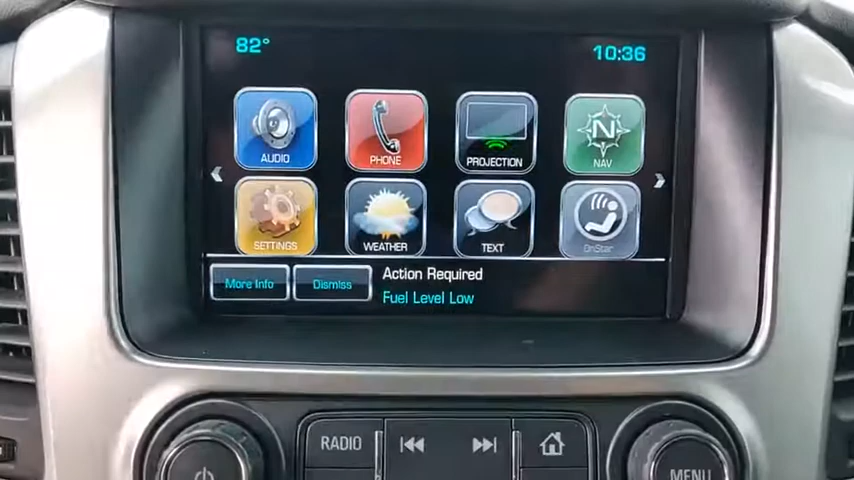 82°
10:36
AUDIO
PHONE
PROJECTION
N
NAV
SETTINGS
WEATHER
TEXT
OnStar
More Info
Dismiss
Action Required
Fuel Level Low
RADIO
MENU